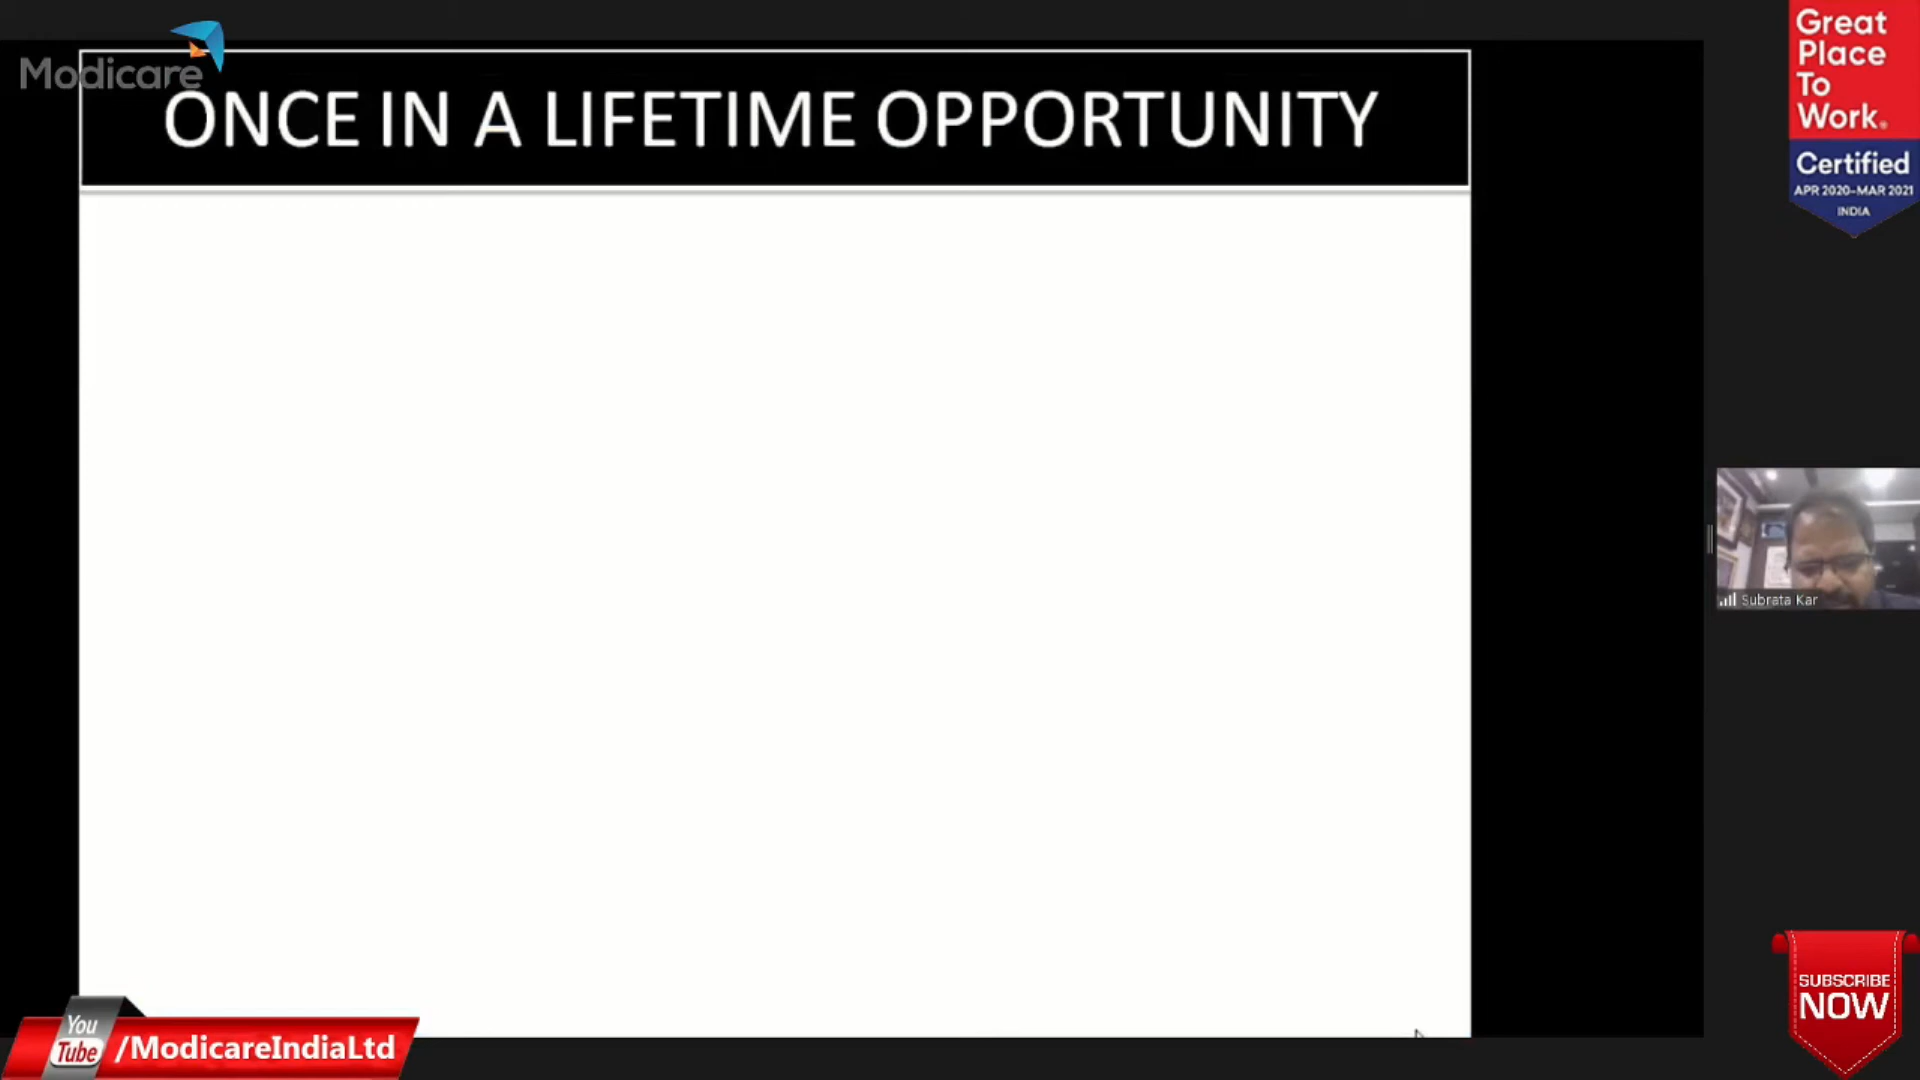 Modicare
ONCE IN A LIFETIME OPPORTUNITY
Great
Place
To
Work®
Certified
APR 2020-MAR 2021
INDIA
Subrata Kar
You
Tube
/ModicareIndiaLtd
SUBSCRIBE
NOW